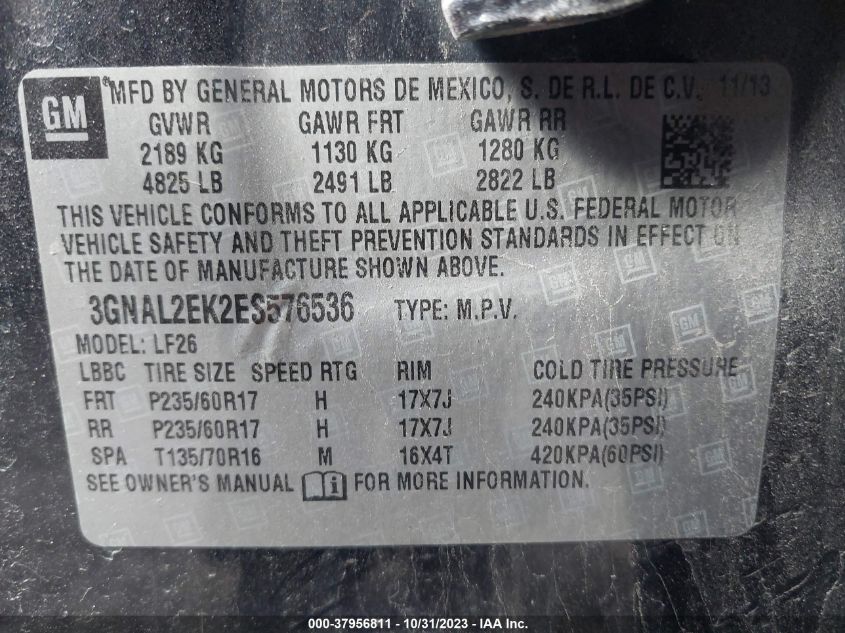 GM
MFD BY GENERAL MOTORS DE MEXICO, S. DE R.L. DE C.V. 11/13
GVWR GAWR FRT GAWR RR
2189 KG 1130 KG 1280 KG
4825 LB 2491 LB 2822 LB
THIS VEHICLE CONFORMS TO ALL APPLICABLE U.S. FEDERAL MOTOR
VEHICLE SAFETY AND THEFT PREVENTION STANDARDS IN EFFECT ON
THE DATE OF MANUFACTURE SHOWN ABOVE.
3GNAL2EK2ES576536 TYPE: M.P.V.
MODEL: LF26
LBBC TIRE SIZE SPEED RTG RIM COLD TIRE PRESSURE
FRT P235/60R17 H 17X7J 240KPA(35PSI)
RR P235/60R17 H 17X7J 240KPA(35PSI)
SPA T135/70R16 M 16X4T 420KPA(60PSI)
SEE OWNER'S MANUAL i FOR MORE INFORMATION.
000-37956811 - 10/31/2023 - IAA Inc.